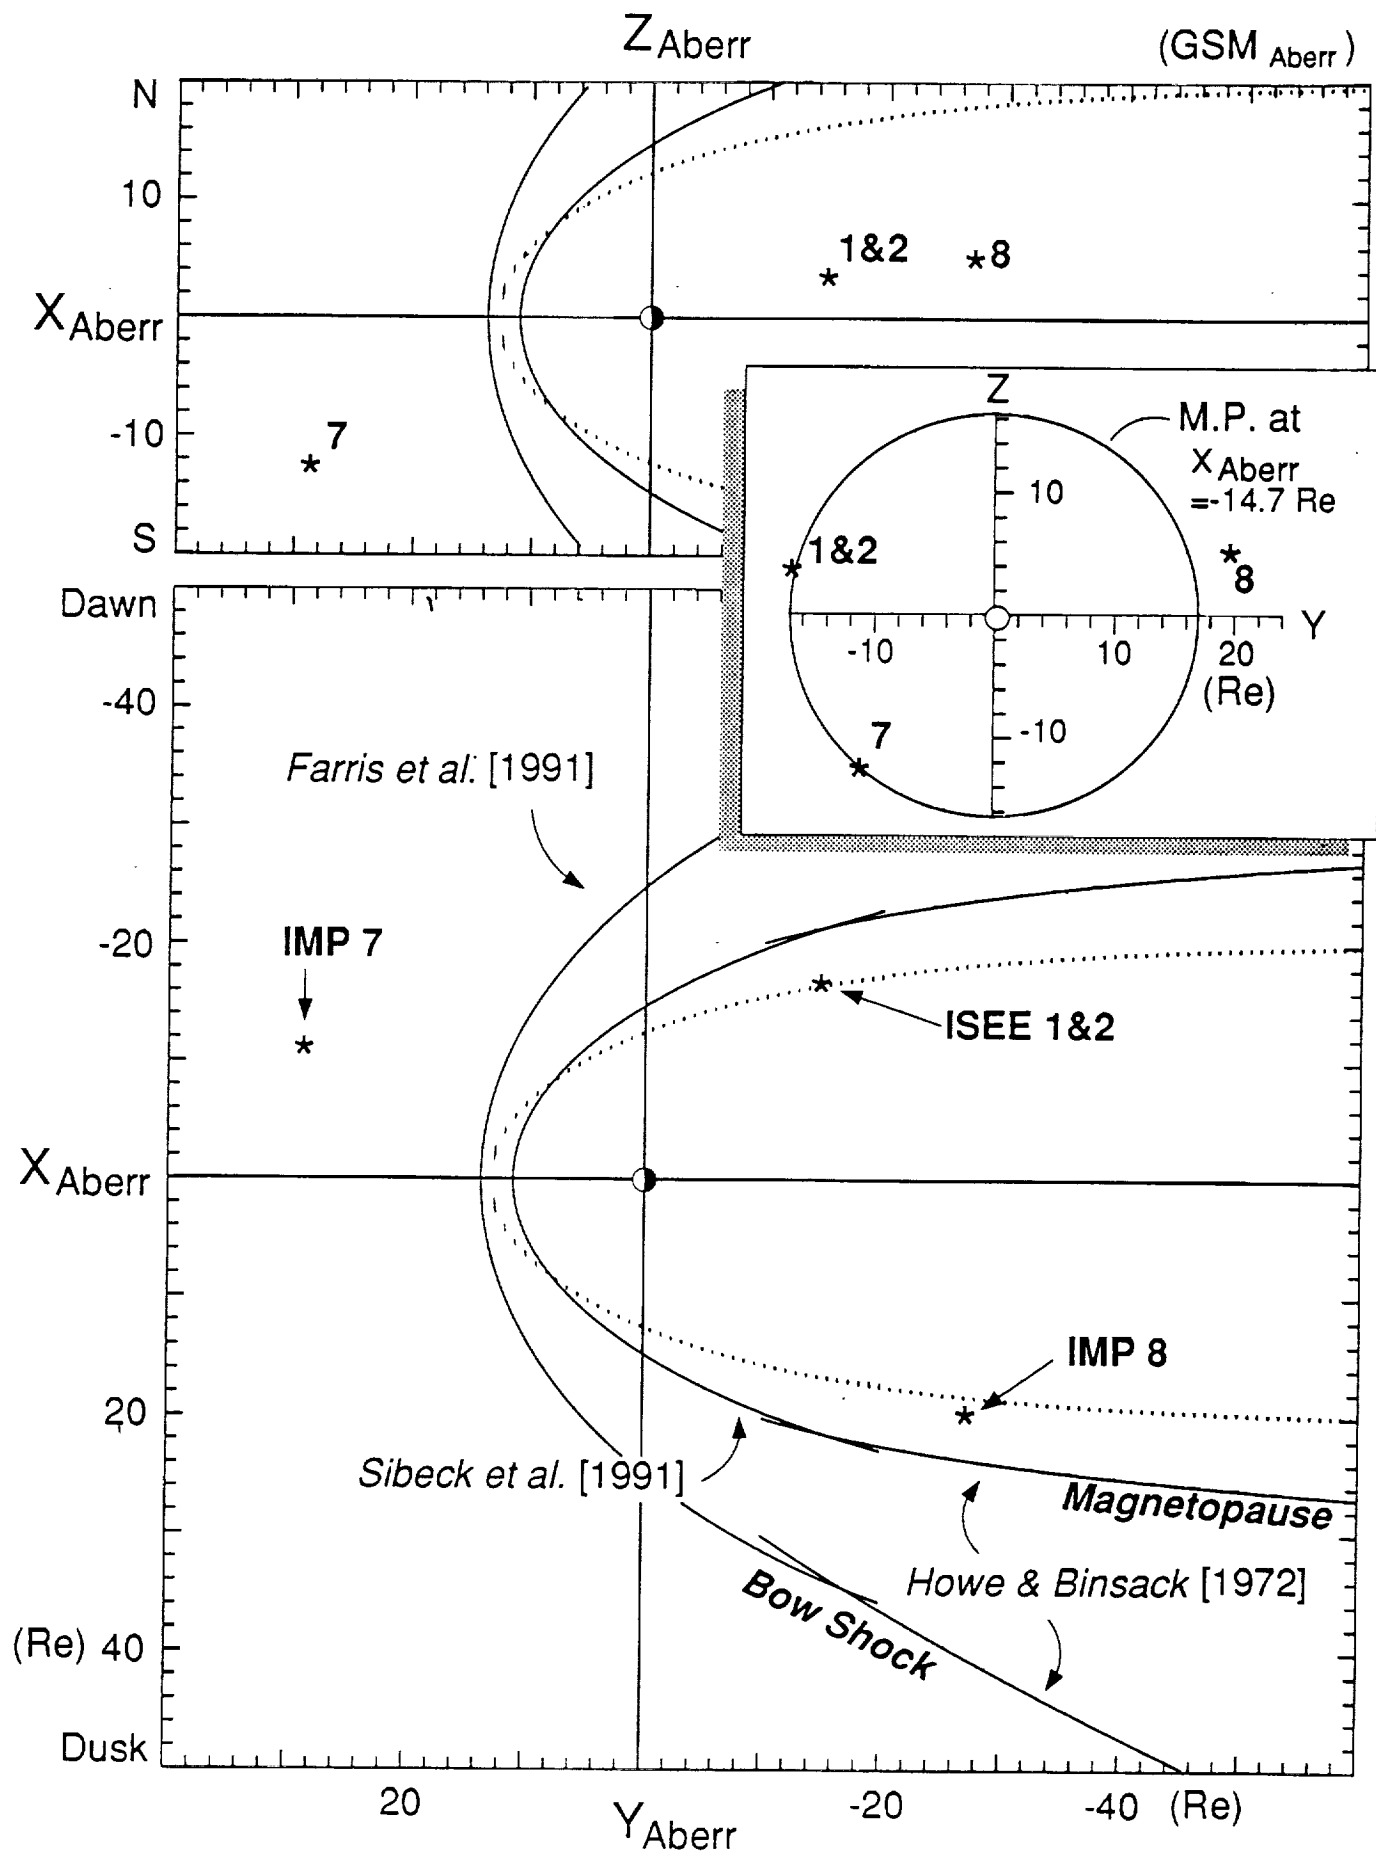 Z Aberr
(GSM Aberr)
N
10
X Aberr
-10
S
1&2
8
7
Z
M.P. at
X Aberr
=-14.7 Re
10
1&2
8
Y
-10
10
20
(Re)
-10
7
Dawn
-40
Farris et al. [1991]
-20
IMP 7
ISEE 1&2
X Aberr
IMP 8
20
Sibeck et al. [1991]
Magnetopause
Howe & Binsack [1972]
Bow Shock
(Re) 40
Dusk
20
Y Aberr
-20
-40
(Re)